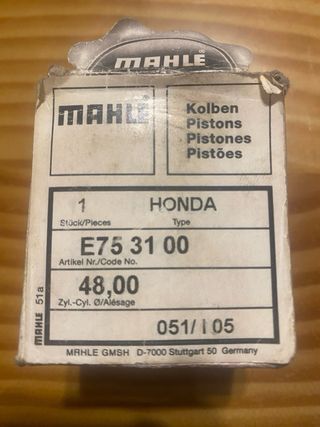 MAHLE®
MAHLE®
Kolben
Pistons
Pistones
Pistões
1 HONDA
Stück/Pieces Type
E75 31 00
Artikel Nr./Code No.
48,00
Zyl.-Cyl. Ø/Alésage
051/I 05
MAHLE 51a
MAHLE GMBH D-7000 Stuttgart 50 Germany